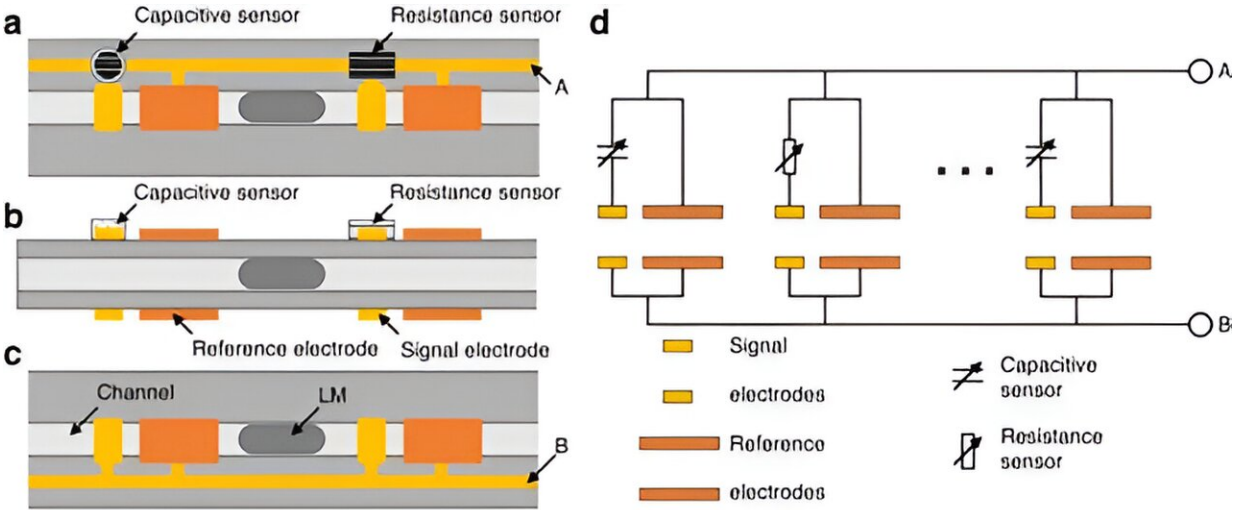 a
Capacitive sensor
Resistance sensor
A
b
Capacitive sensor
Resistance sensor
Reference electrode
Signal electrode
c
Channel
LM
B
d
A
B
Signal
electrodes
Reference
electrodes
Capacitive
sensor
Resistance
sensor